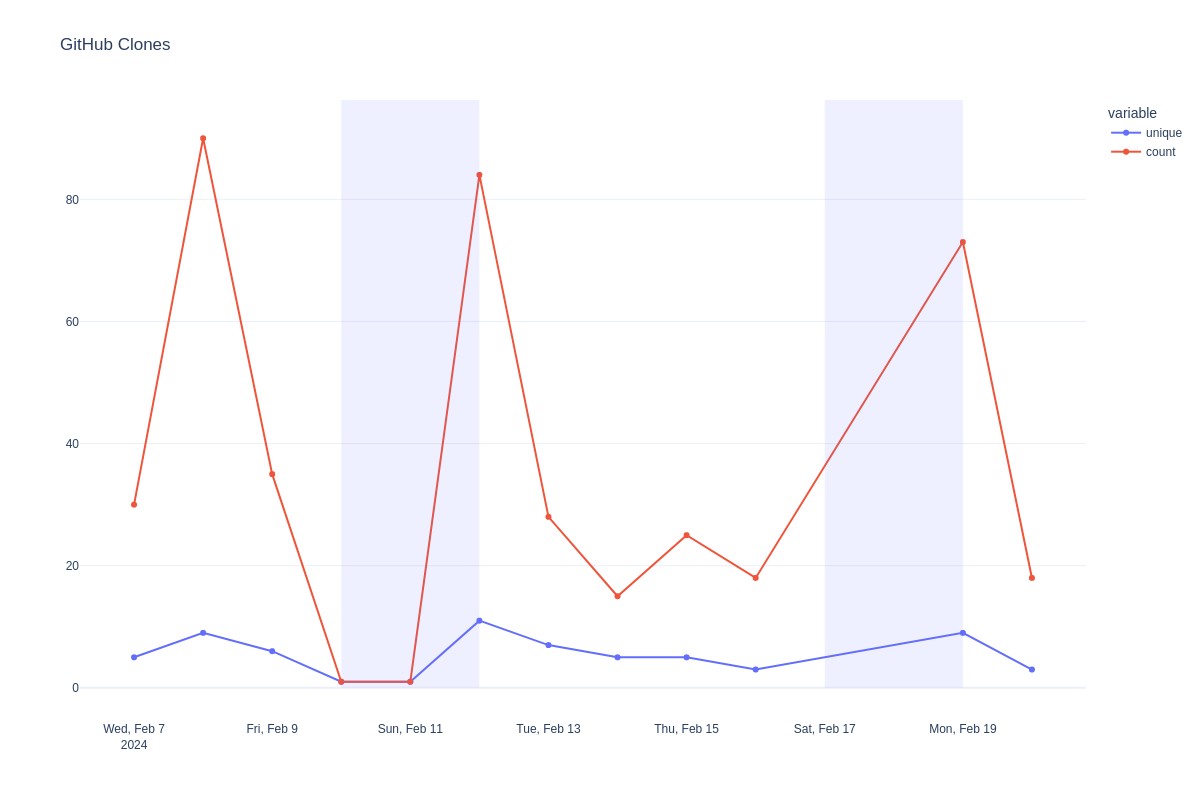 GitHub Clones
variable
unique
count
80
60
40
20
0
Wed, Feb 7
2024
Fri, Feb 9
Sun, Feb 11
Tue, Feb 13
Thu, Feb 15
Sat, Feb 17
Mon, Feb 19